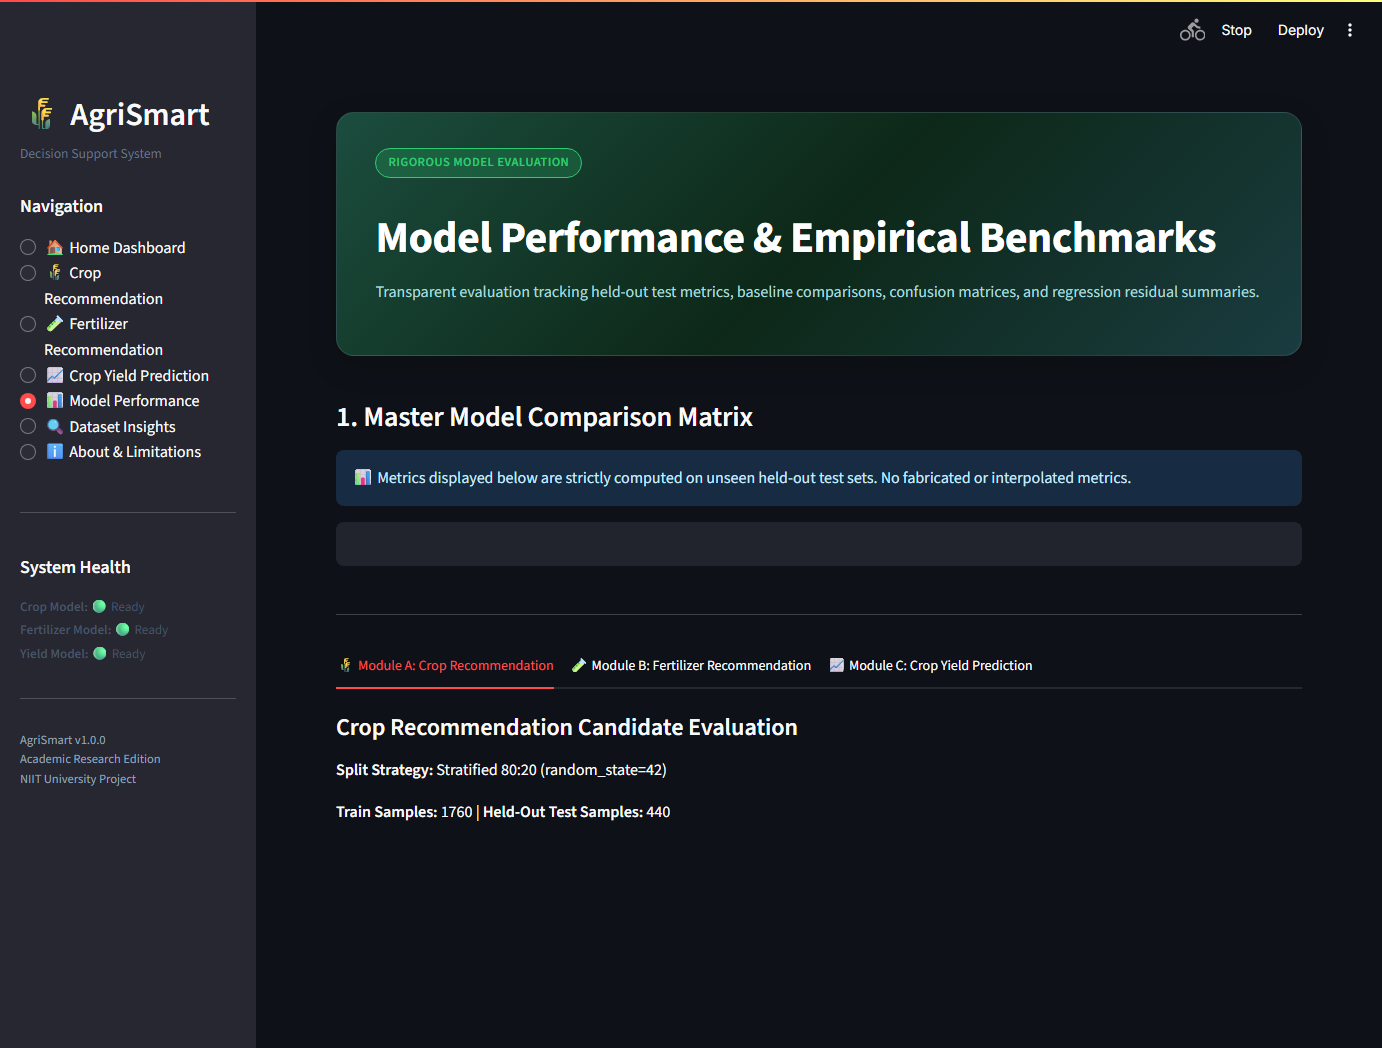 Stop
Deploy
AgriSmart
Decision Support System
Navigation
Home Dashboard
Crop
Recommendation
Fertilizer
Recommendation
Crop Yield Prediction
Model Performance
Dataset Insights
About & Limitations
System Health
Crop Model: Ready
Fertilizer Model: Ready
Yield Model: Ready
AgriSmart v1.0.0
Academic Research Edition
NIIT University Project
RIGOROUS MODEL EVALUATION
Model Performance & Empirical Benchmarks
Transparent evaluation tracking held-out test metrics, baseline comparisons, confusion matrices, and regression residual summaries.
1. Master Model Comparison Matrix
Metrics displayed below are strictly computed on unseen held-out test sets. No fabricated or interpolated metrics.
Module A: Crop Recommendation
Module B: Fertilizer Recommendation
Module C: Crop Yield Prediction
Crop Recommendation Candidate Evaluation
Split Strategy: Stratified 80:20 (random_state=42)
Train Samples: 1760 | Held-Out Test Samples: 440